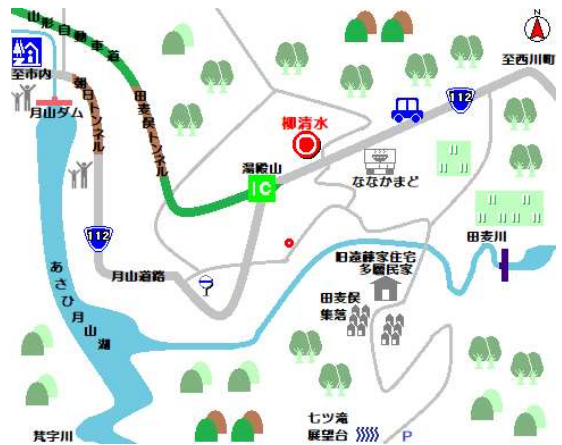 山形自動車道
至市内
朝日トンネル
月山ダム
田麦俣トンネル
柳清水
湯殿山
IC
ななかまど
112
至西川町
112
月山道路
あさひ月山湖
田麦川
旧遠藤家住宅
多層民家
田麦俣
集落
梵字川
七ツ滝
展望台
P